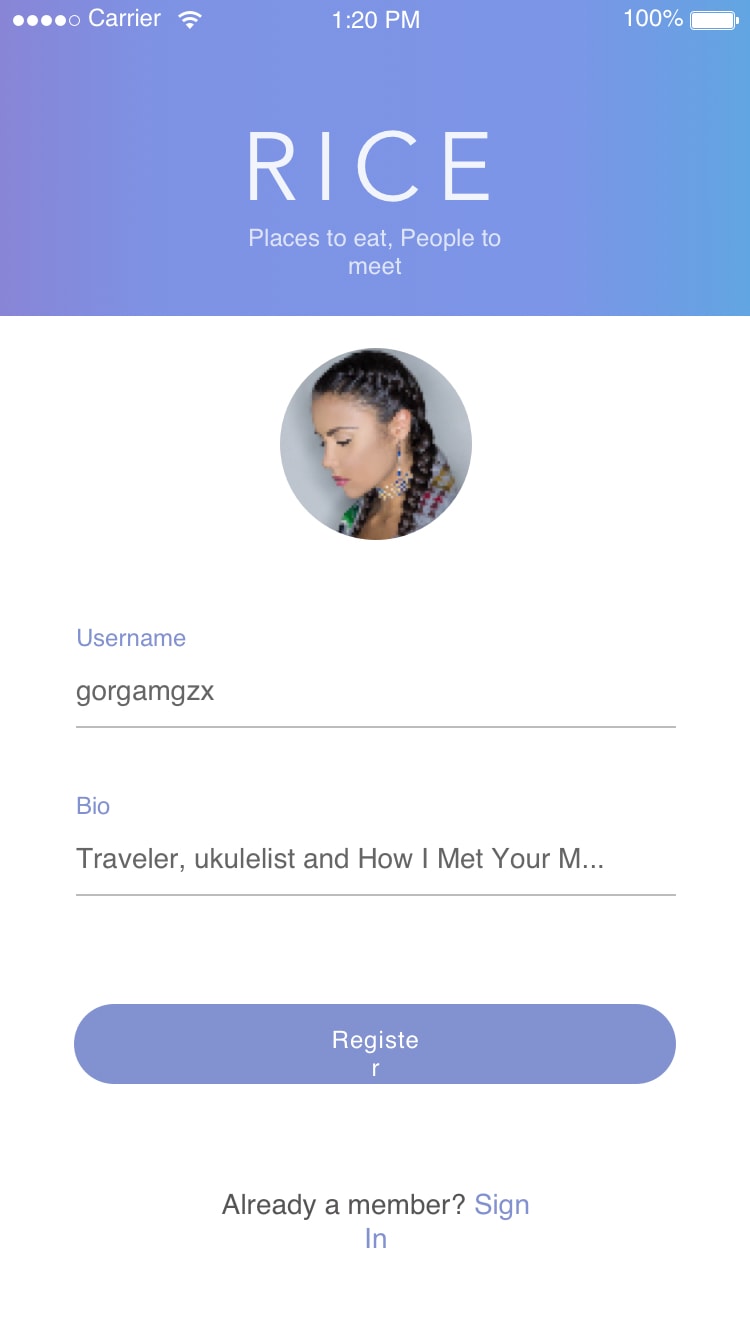 Carrier 1:20 PM 100%
RICE
Places to eat, People to
meet
Username
gorgamgzx
Bio
Traveler, ukulelist and How I Met Your M...
Registe
r
Already a member? Sign
In